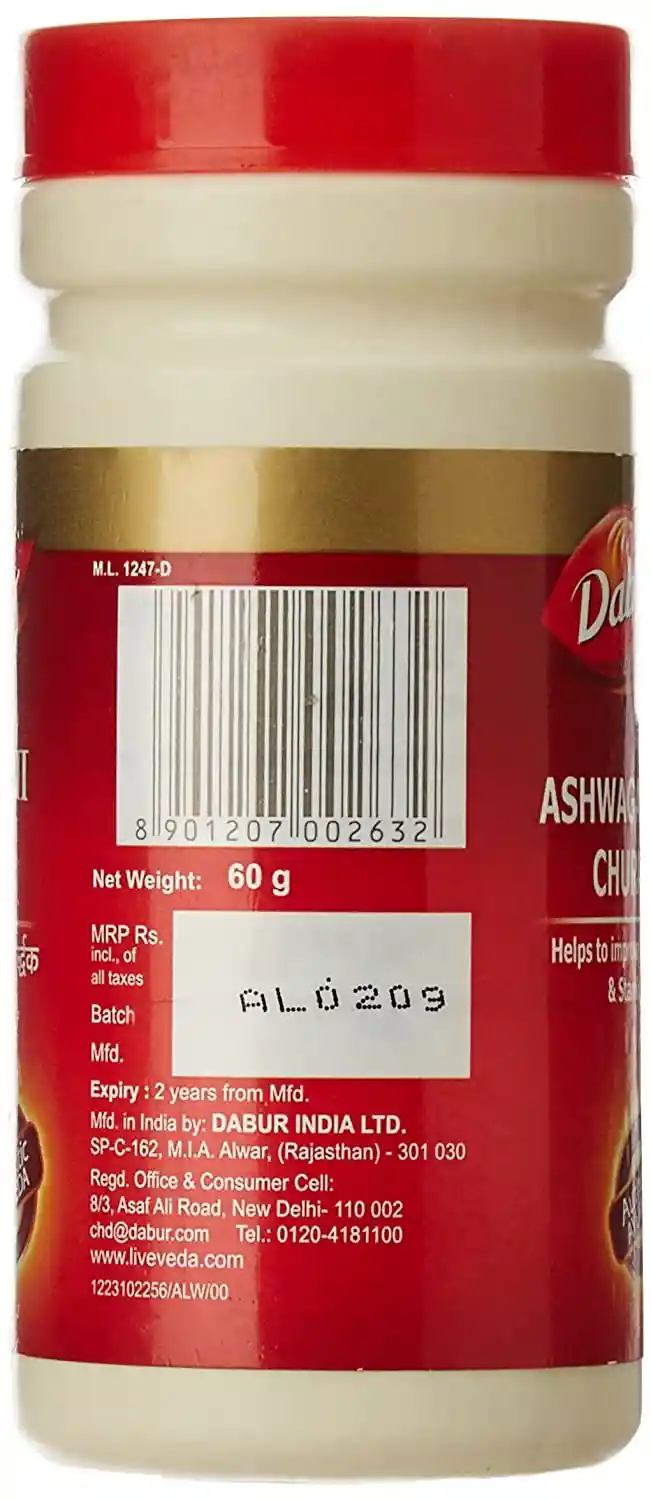 M.L. 1247-D
8 901207 002632
Net Weight: 60 g
MRP Rs.
incl., of
all taxes
Batch
AL0209
Mfd.
Expiry : 2 years from Mfd.
Mfd. in India by: DABUR INDIA LTD.
SP-C-162, M.I.A. Alwar, (Rajasthan) - 301 030
Regd. Office & Consumer Cell:
8/3, Asaf Ali Road, New Delhi- 110 002
chd@dabur.com Tel.: 0120-4181100
www.liveveda.com
1223102256/ALW/00
Dab
ASHWAG
CHUR
Helps to im
& Sta